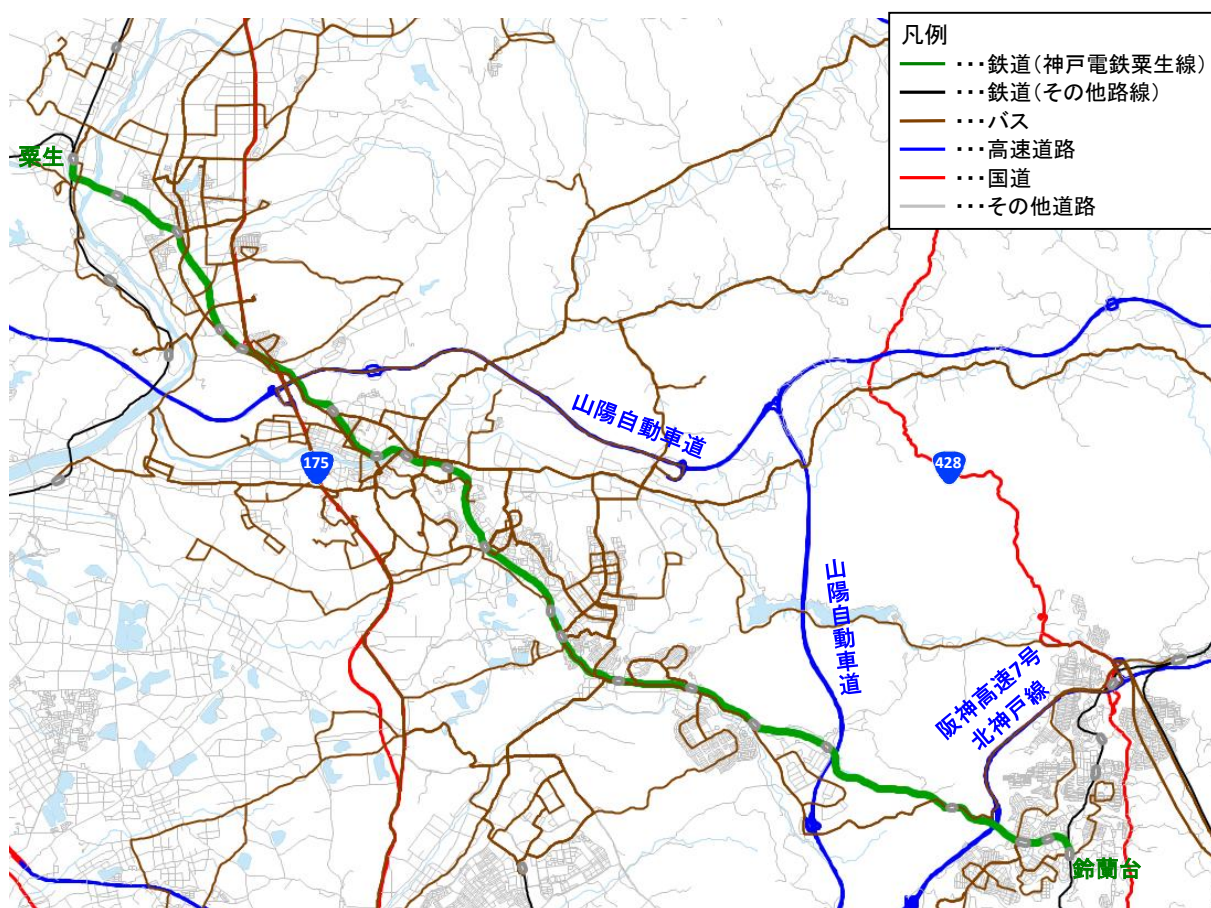 凡例
･･･鉄道(神戸電鉄粟生線)
･･･鉄道(その他路線)
･･･バス
･･･高速道路
･･･国道
･･･その他道路
粟生
山陽自動車道
175
428
山陽自動車道
阪神高速7号
北神戸線
鈴蘭台